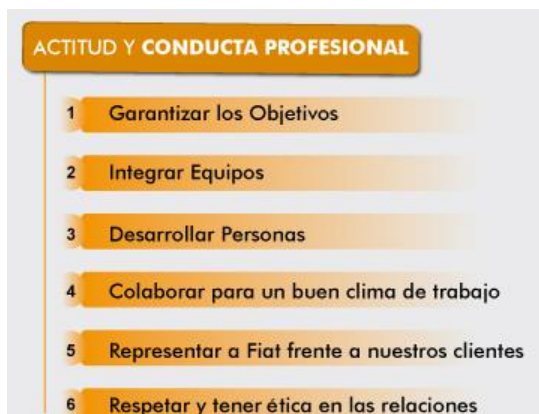 ACTITUD Y CONDUCTA PROFESIONAL
1 Garantizar los Objetivos
2 Integrar Equipos
3 Desarrollar Personas
4 Colaborar para un buen clima de trabajo
5 Representar a Fiat frente a nuestros clientes
6 Respetar y tener ética en las relaciones